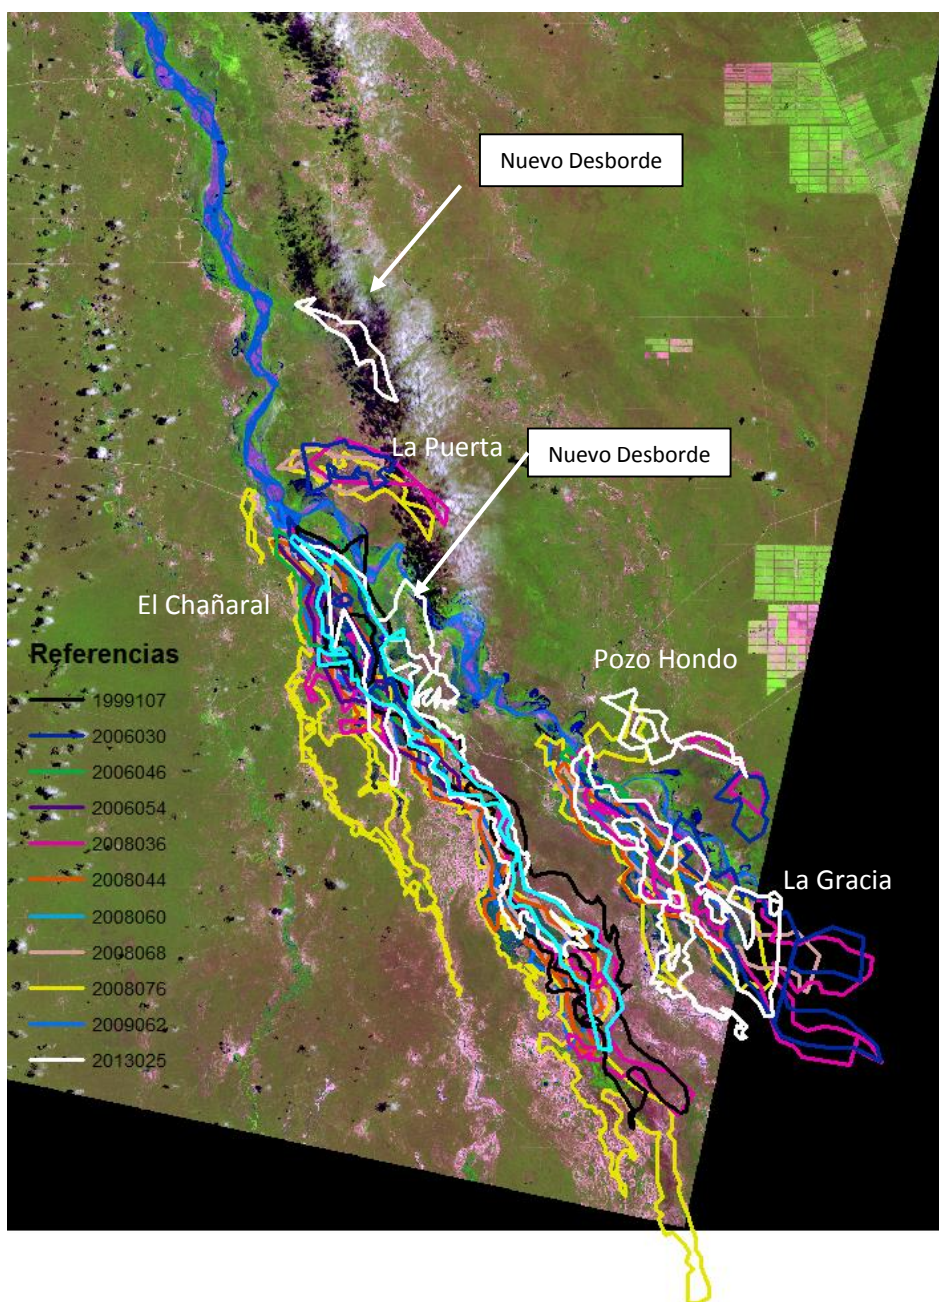 Nuevo Desborde
La Puerta
Nuevo Desborde
El Chañaral
Pozo Hondo
Referencias
1999107
2006030
2006046
2006054
2008036
2008044
2008060
2008068
2008076
2009062
2013025
La Gracia